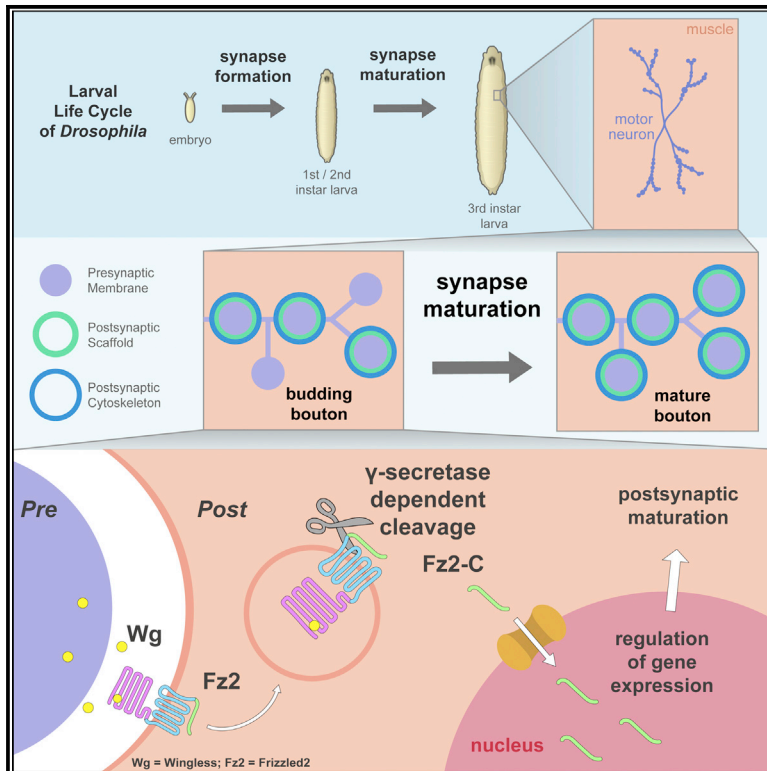 Larval
Life Cycle
of Drosophila
embryo
synapse
formation
1st / 2nd
instar larva
synapse
maturation
3rd instar
larva
muscle
motor
neuron
Presynaptic
Membrane
Postsynaptic
Scaffold
Postsynaptic
Cytoskeleton
budding
bouton
synapse
maturation
mature
bouton
Pre
Post
Wg
Fz2
γ-secretase
dependent
cleavage
Fz2-C
postsynaptic
maturation
regulation
of gene
expression
nucleus
Wg = Wingless; Fz2 = Frizzled2